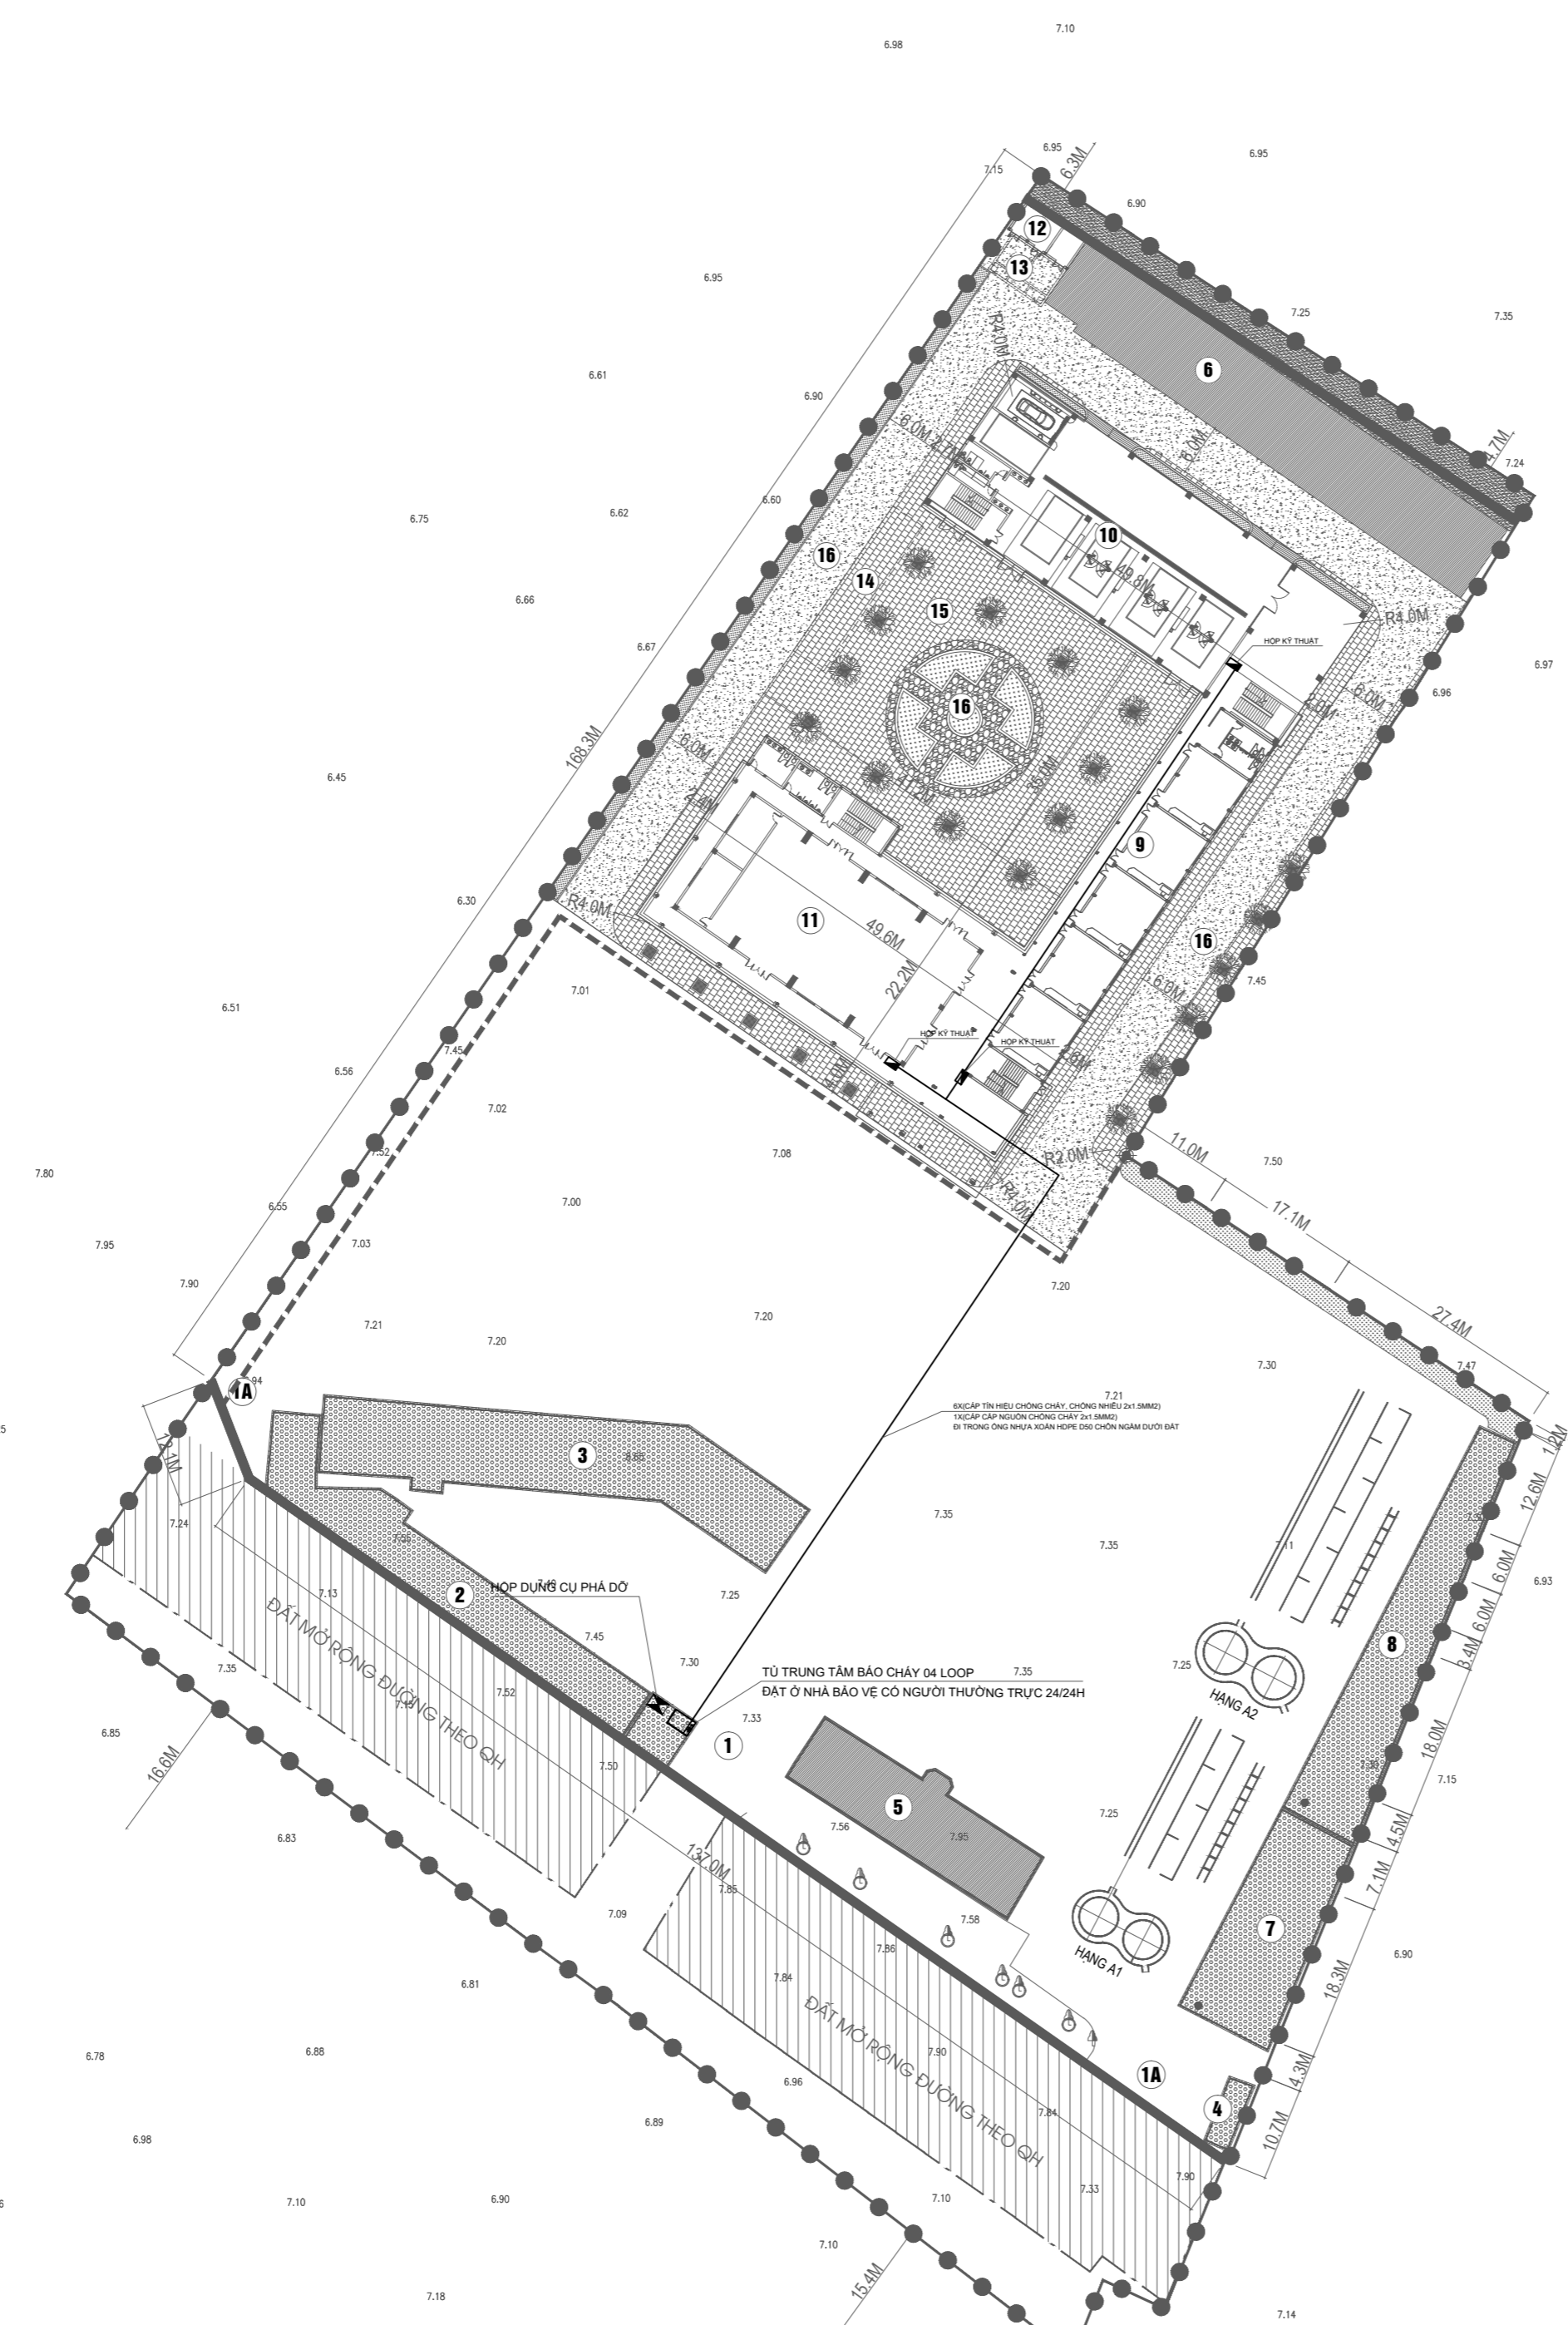 7.10
6.98
6.95
6.3M
6.95
7.15
6.90
12
13
6.95
7.25
7.35
R4.0M
6
6.61
6.90
6.0M
6.0M
4.7M
7.24
6.60
6.75
6.62
10
49.8M
16
14
15
6.66
R4.0M
6.67
HỘP KỸ THUẬT
6.97
6.96
6.0M
2.0M
16
168.3M
6.0M
6.45
35.0M
41.2M
2.4M
9
6.30
R4.0M
11
49.6M
16
22.2M
7.45
7.01
6.0M
6.51
HỘP KỸ THUẬT
HỘP KỸ THUẬT
7.45
6.56
7.02
7.52
7.08
R2.0M
11.0M
7.50
7.80
R4.0M
17.1M
6.55
7.00
7.95
7.03
7.90
7.20
7.20
27.4M
7.21
7.20
7.30
7.47
1A
7.21
6X(CÁP TÍN HIỆU CHỐNG CHÁY, CHỐNG NHIỄU 2x1.5MM2)
1X(CÁP CẤP NGUỒN CHỐNG CHÁY 2x1.5MM2)
ĐI TRONG ỐNG NHỰA XOẮN HDPE D50 CHÔN NGẦM DƯỚI ĐẤT
12.1M
3
6.65
1.2M
12.6M
7.24
7.35
7.35
6.0M
6.93
7.13
2
HỘP DỤNG CỤ PHÁ DỠ
7.25
6.0M
3.4M
8
7.45
ĐẤT MỞ RỘNG ĐƯỜNG THEO QH
7.35
7.30
7.25
7.52
TỦ TRUNG TÂM BÁO CHÁY 04 LOOP
7.35
ĐẶT Ở NHÀ BẢO VỆ CÓ NGƯỜI THƯỜNG TRỰC 24/24H
HẠNG A2
7.33
6.85
1
18.0M
16.6M
7.50
7.15
5
7.56
7.95
7.25
4.5M
6.83
137.0M
7.1M
7.85
7.09
7.58
7
7.86
HẠNG A1
6.90
7.84
6.81
18.3M
ĐẤT MỞ RỘNG ĐƯỜNG THEO QH
6.78
6.88
7.90
1A
4.3M
6.96
4
7.84
6.89
10.7M
6.98
7.90
7.33
7.10
6.90
7.10
7.10
15.4M
7.18
7.14